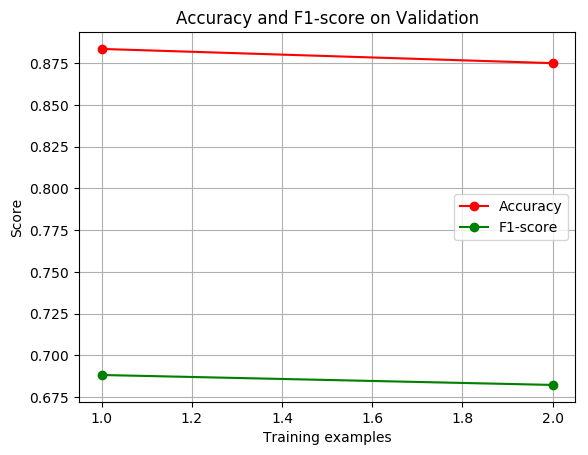 Accuracy and F1-score on Validation
0.875
0.850
0.825
0.800
0.775
0.750
0.725
0.700
0.675
Score
Accuracy
F1-score
1.0 1.2 1.4 1.6 1.8 2.0
Training examples